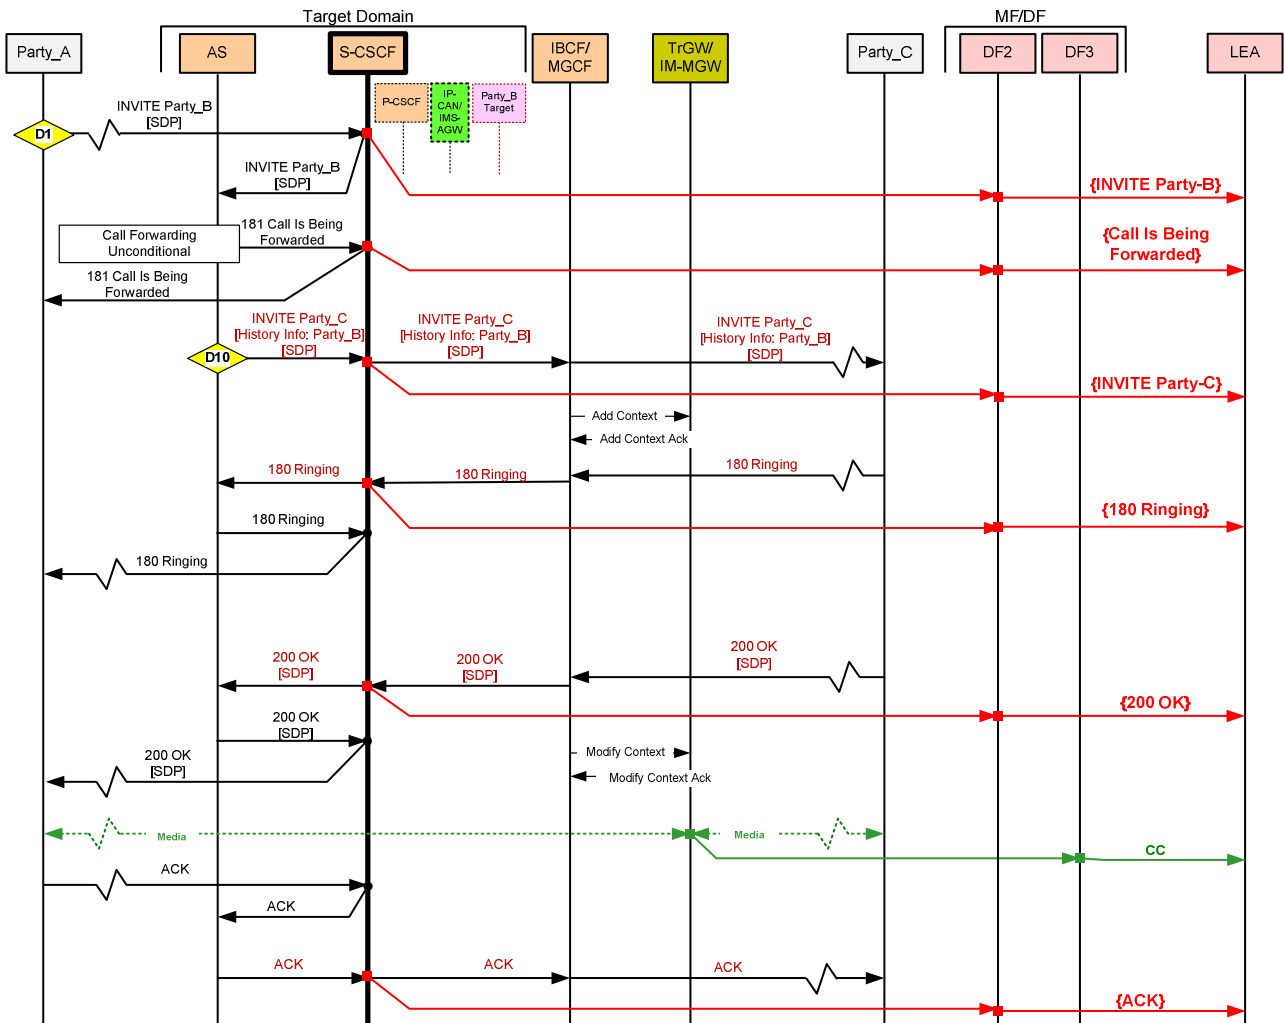 Target Domain
MF/DF
Party_A
AS
S-CSCF
IBCF/
MGCF
TrGW/
IM-MGW
Party_C
DF2
DF3
LEA
P-CSCF
IP-
CAN/
IMS-
AGW
Party_B
Target
INVITE Party_B
[SDP]
D1
INVITE Party_B
[SDP]
{INVITE Party-B}
Call Forwarding
Unconditional
181 Call Is Being
Forwarded
{Call Is Being
Forwarded}
181 Call Is Being
Forwarded
INVITE Party_C
[History Info: Party_B]
[SDP]
INVITE Party_C
[History Info: Party_B]
[SDP]
INVITE Party_C
[History Info: Party_B]
[SDP]
D10
{INVITE Party-C}
Add Context
Add Context Ack
180 Ringing
180 Ringing
180 Ringing
{180 Ringing}
180 Ringing
180 Ringing
200 OK
[SDP]
200 OK
[SDP]
200 OK
[SDP]
{200 OK}
200 OK
[SDP]
200 OK
[SDP]
Modify Context
Modify Context Ack
Media
Media
CC
ACK
ACK
ACK
ACK
ACK
{ACK}